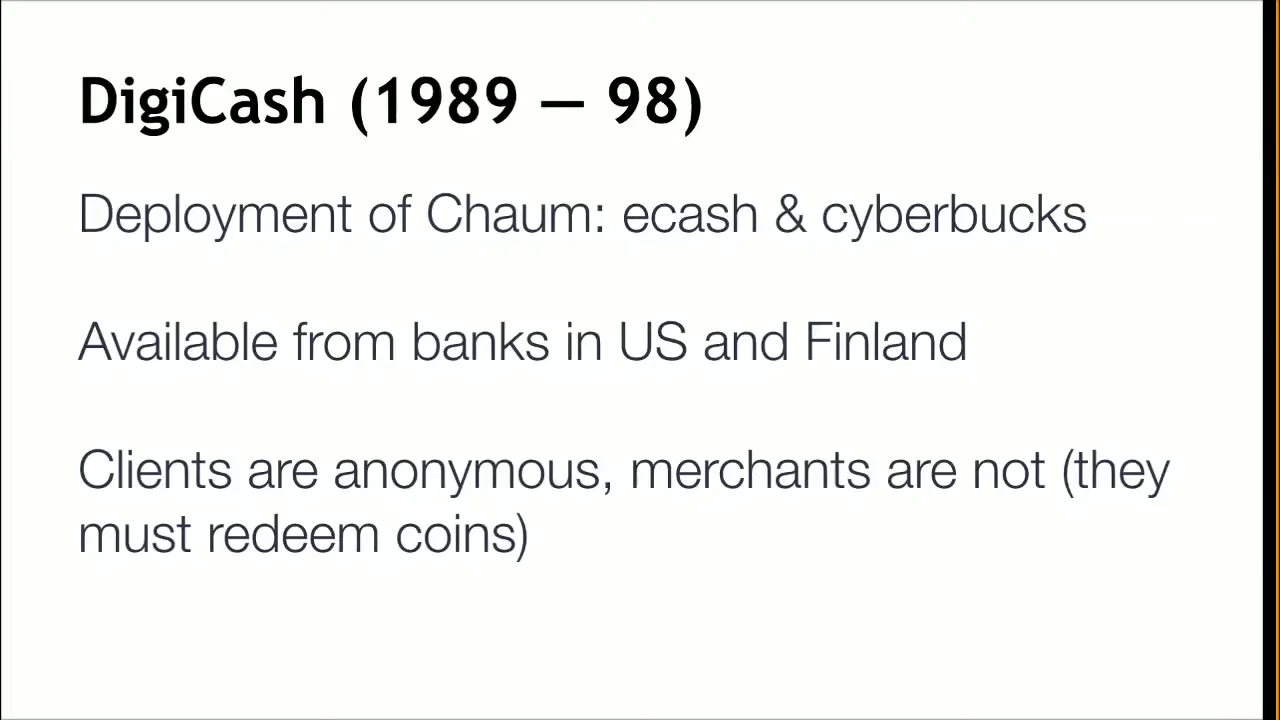 DigiCash (1989 — 98)
Deployment of Chaum: ecash & cyberbucks
Available from banks in US and Finland
Clients are anonymous, merchants are not (they
must redeem coins)